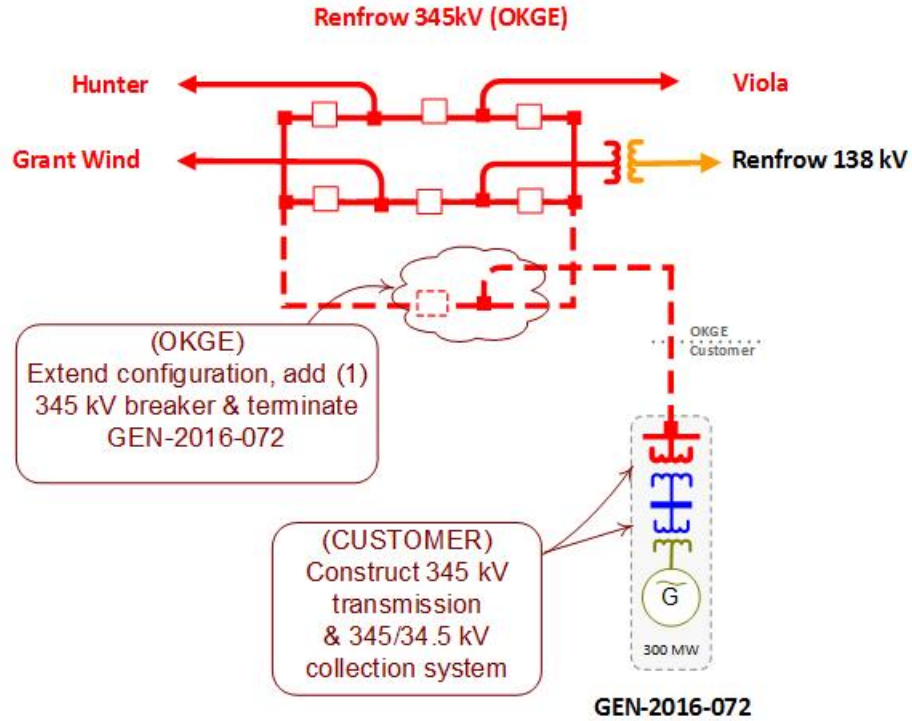 Renfrow 345kV (OKGE)
Hunter
Viola
Grant Wind
Renfrow 138 kV
(OKGE)
Extend configuration, add (1)
345 kV breaker & terminate
GEN-2016-072
OKGE
Customer
(CUSTOMER)
Construct 345 kV
transmission
& 345/34.5 kV
collection system
G
300 MW
GEN-2016-072